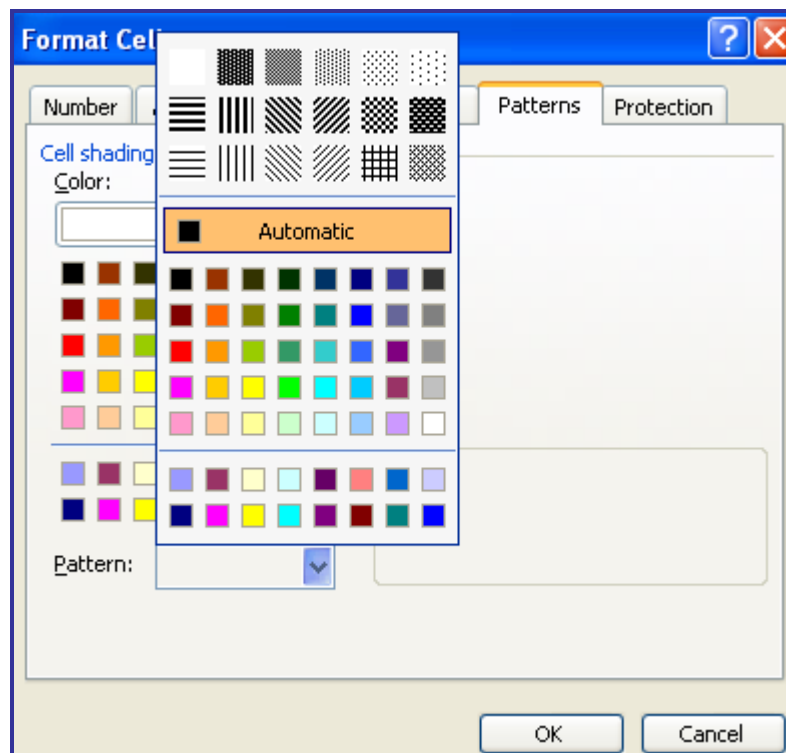 Format Cel
Number
Patterns
Protection
Cell shading
Color:
Automatic
Pattern:
OK
Cancel